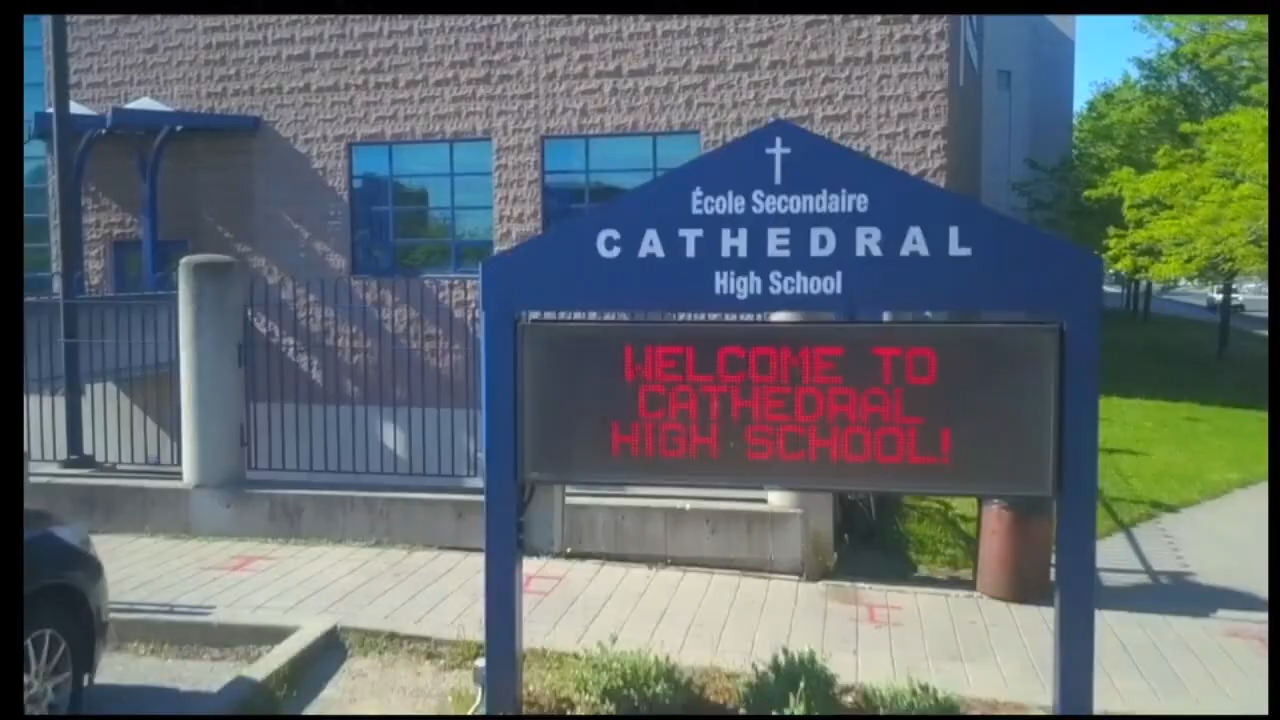 École Secondaire
CATHEDRAL
High School
WELCOME TO
CATHEDRAL
HIGH SCHOOL!